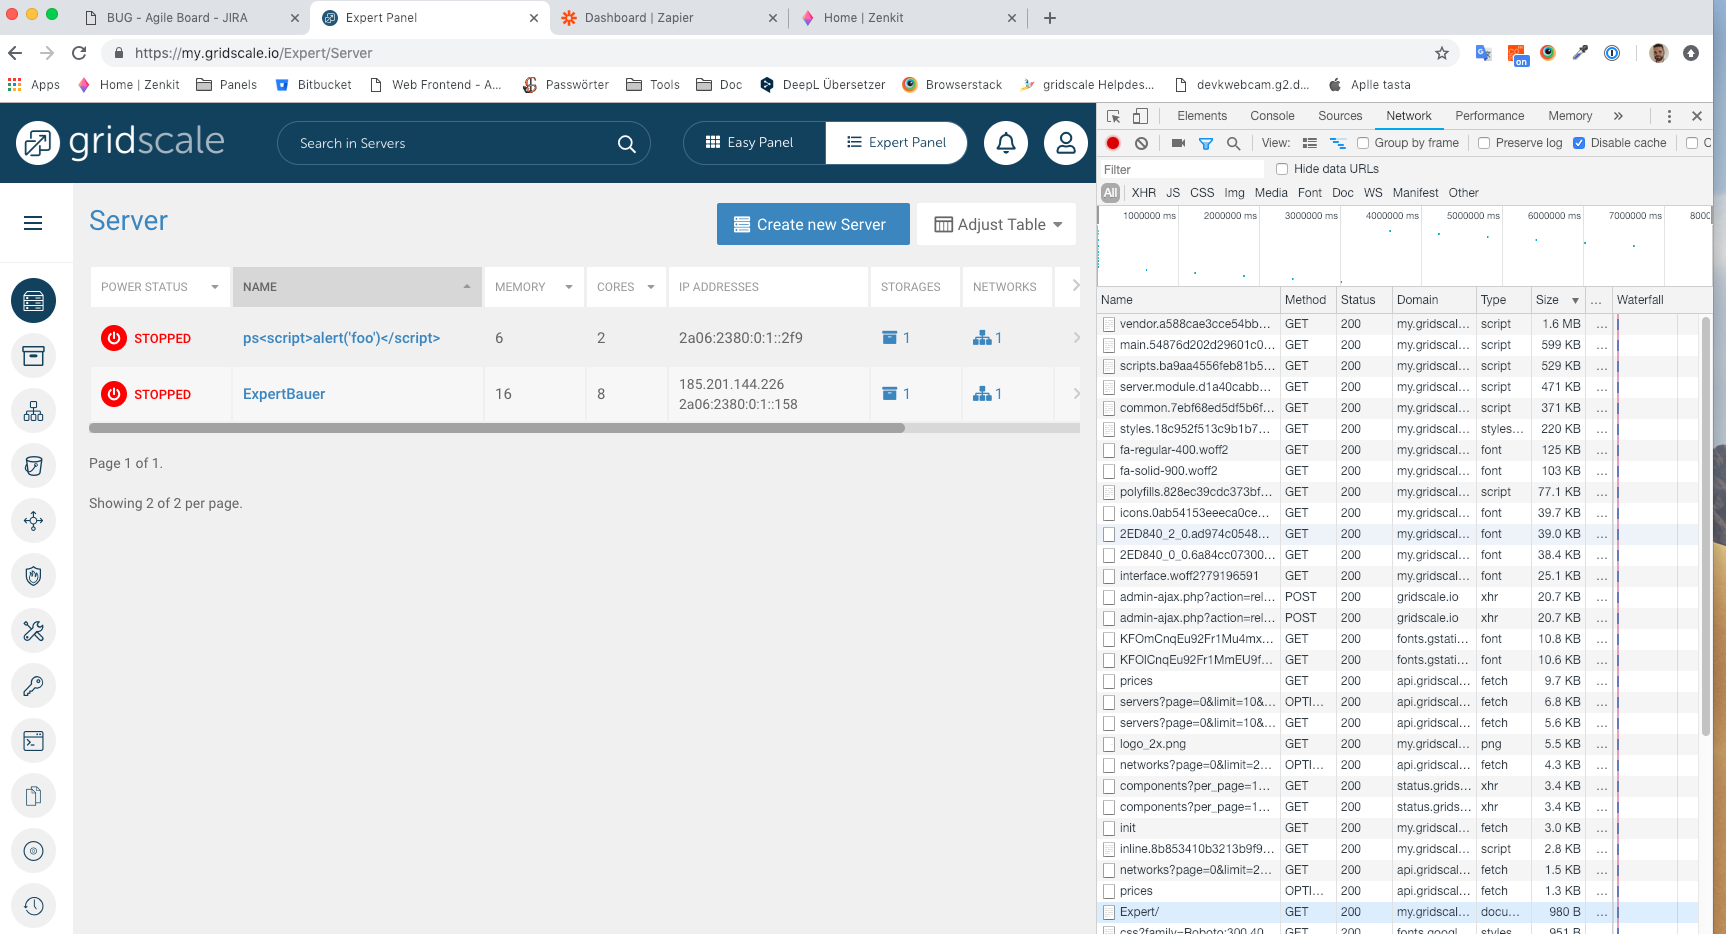 BUG - Agile Board - JIRA
Expert Panel
Dashboard | Zapier
Home | Zenkit
https://my.gridscale.io/Expert/Server
on
Apps
Home | Zenkit
Panels
Bitbucket
Web Frontend - A...
Passwörter
Tools
Doc
DeepL Übersetzer
Browserstack
gridscale Helpdes...
devkwebcam.g2.d...
Aplle tasta
gridscale
Search in Servers
Easy Panel
Expert Panel
Server
Create new Server
Adjust Table
POWER STATUS NAME MEMORY CORES IP ADDRESSES STORAGES NETWORKS
STOPPED ps<script>alert('foo')</script> 6 2 2a06:2380:0:1::2f9 1 1
STOPPED ExpertBauer 16 8 185.201.144.226 1 1
2a06:2380:0:1::158
Page 1 of 1.
Showing 2 of 2 per page.
Elements Console Sources Network Performance Memory »
View: Group by frame Preserve log Disable cache
Filter Hide data URLs
All XHR JS CSS Img Media Font Doc WS Manifest Other
1000000 ms 2000000 ms 3000000 ms 4000000 ms 5000000 ms 6000000 ms 7000000 ms 8000
Name Method Status Domain Type Size ... Waterfall
vendor.a588cae3cce54bb... GET 200 my.gridscal... script 1.6 MB ...
main.54876d202d29601c0... GET 200 my.gridscal... script 599 KB ...
scripts.ba9aa4556feb81b5... GET 200 my.gridscal... script 529 KB ...
server.module.d1a40cabb... GET 200 my.gridscal... script 471 KB ...
common.7ebf68ed5df5b6f... GET 200 my.gridscal... script 371 KB ...
styles.18c952f513c9b1b7... GET 200 my.gridscal... styles... 220 KB ...
fa-regular-400.woff2 GET 200 my.gridscal... font 125 KB ...
fa-solid-900.woff2 GET 200 my.gridscal... font 103 KB ...
polyfills.828ec39cdc373bf... GET 200 my.gridscal... script 77.1 KB ...
icons.0ab54153eeeca0ce... GET 200 my.gridscal... font 39.7 KB ...
2ED840_2_0.ad974c0548... GET 200 my.gridscal... font 39.0 KB ...
2ED840_0_0.6a84cc07300... GET 200 my.gridscal... font 38.4 KB ...
interface.woff2?79196591 GET 200 my.gridscal... font 25.1 KB ...
admin-ajax.php?action=rel... POST 200 gridscale.io xhr 20.7 KB ...
admin-ajax.php?action=rel... POST 200 gridscale.io xhr 20.7 KB ...
KFOmCnqEu92Fr1Mu4mx... GET 200 fonts.gstati... font 10.8 KB ...
KFOlCnqEu92Fr1MmEU9f... GET 200 fonts.gstati... font 10.6 KB ...
prices GET 200 api.gridscal... fetch 9.7 KB ...
servers?page=0&limit=10&... OPTI... 200 api.gridscal... fetch 6.8 KB ...
servers?page=0&limit=10&... GET 200 api.gridscal... fetch 5.6 KB ...
logo_2x.png GET 200 my.gridscal... png 5.5 KB ...
networks?page=0&limit=2... OPTI... 200 api.gridscal... fetch 4.3 KB ...
components?per_page=1... GET 200 status.grids... xhr 3.4 KB ...
components?per_page=1... GET 200 status.grids... xhr 3.4 KB ...
init GET 200 my.gridscal... fetch 3.0 KB ...
inline.8b853410b3213b9f9... GET 200 my.gridscal... script 2.8 KB ...
networks?page=0&limit=2... GET 200 api.gridscal... fetch 1.5 KB ...
prices OPTI... 200 api.gridscal... fetch 1.3 KB ...
Expert/ GET 200 my.gridscal... docu... 980 B ...
css?family=Roboto:300,40... GET 200 fonts.googl... styles... 951 B ...